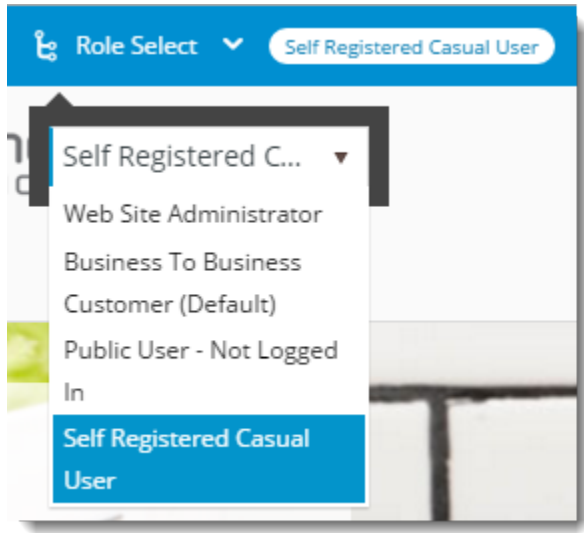 Role Select
Self Registered Casual User
Self Registered C...
Web Site Administrator
Business To Business
Customer (Default)
Public User - Not Logged
In
Self Registered Casual
User